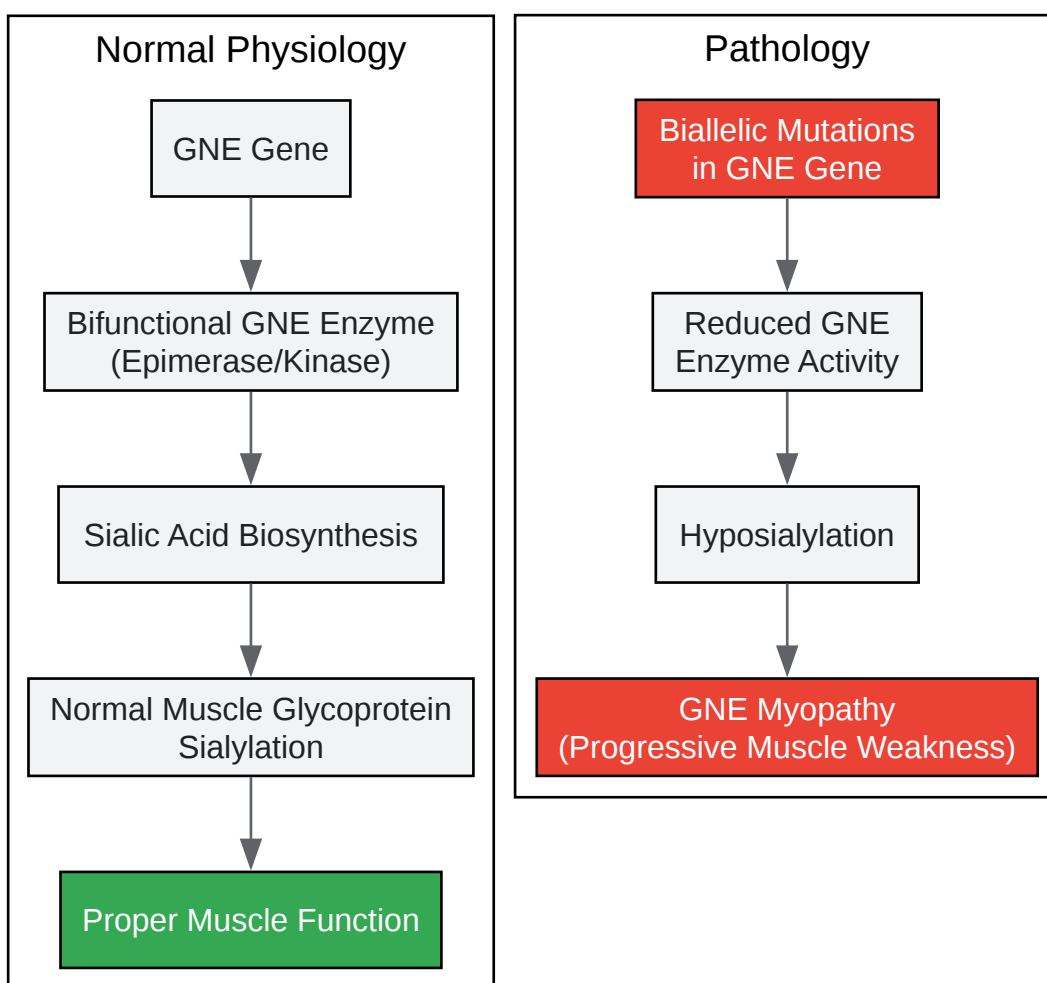 Normal Physiology
GNE Gene
Bifunctional GNE Enzyme
(Epimerase/Kinase)
Sialic Acid Biosynthesis
Normal Muscle Glycoprotein
Sialylation
Proper Muscle Function
Pathology
Biallelic Mutations
in GNE Gene
Reduced GNE
Enzyme Activity
Hyposialylation
GNE Myopathy
(Progressive Muscle Weakness)